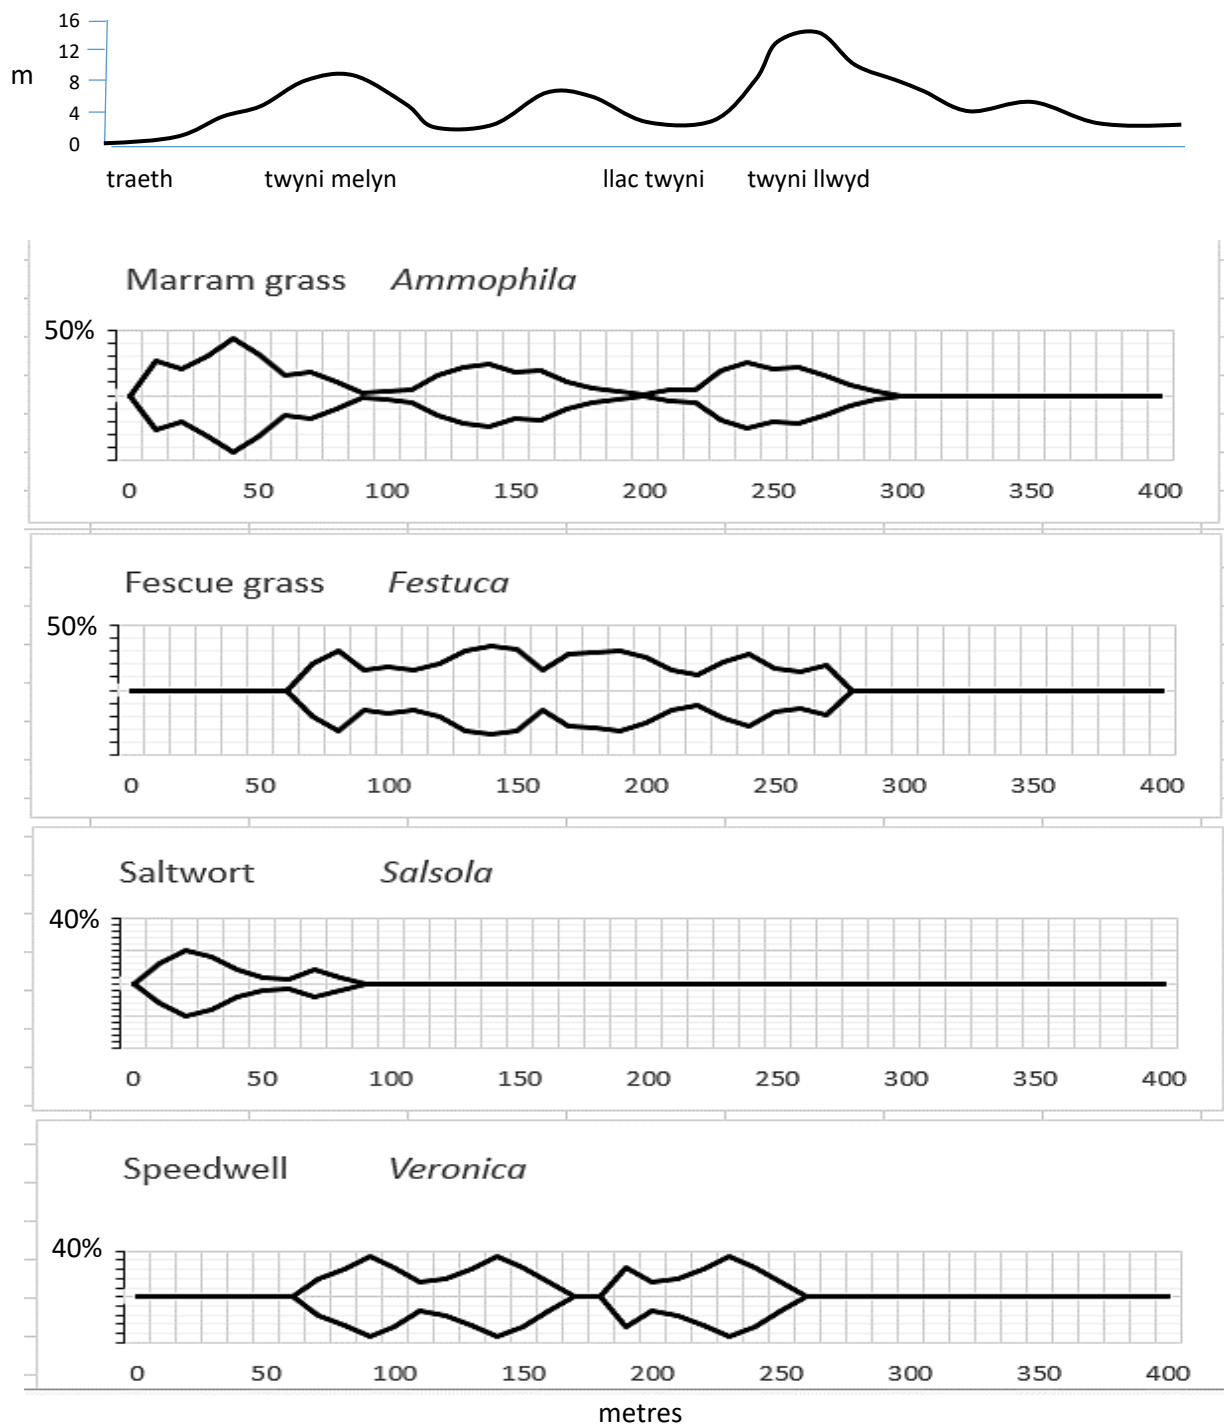 16
12
m
8
4
0
traeth twyni melyn llac twyni twyni llwyd
Marram grass Ammophila
50%
0 50 100 150 200 250 300 350 400
Fescue grass Festuca
50%
0 50 100 150 200 250 300 350 400
Saltwort Salsola
40%
0 50 100 150 200 250 300 350 400
Speedwell Veronica
40%
0 50 100 150 200 250 300 350 400
metres